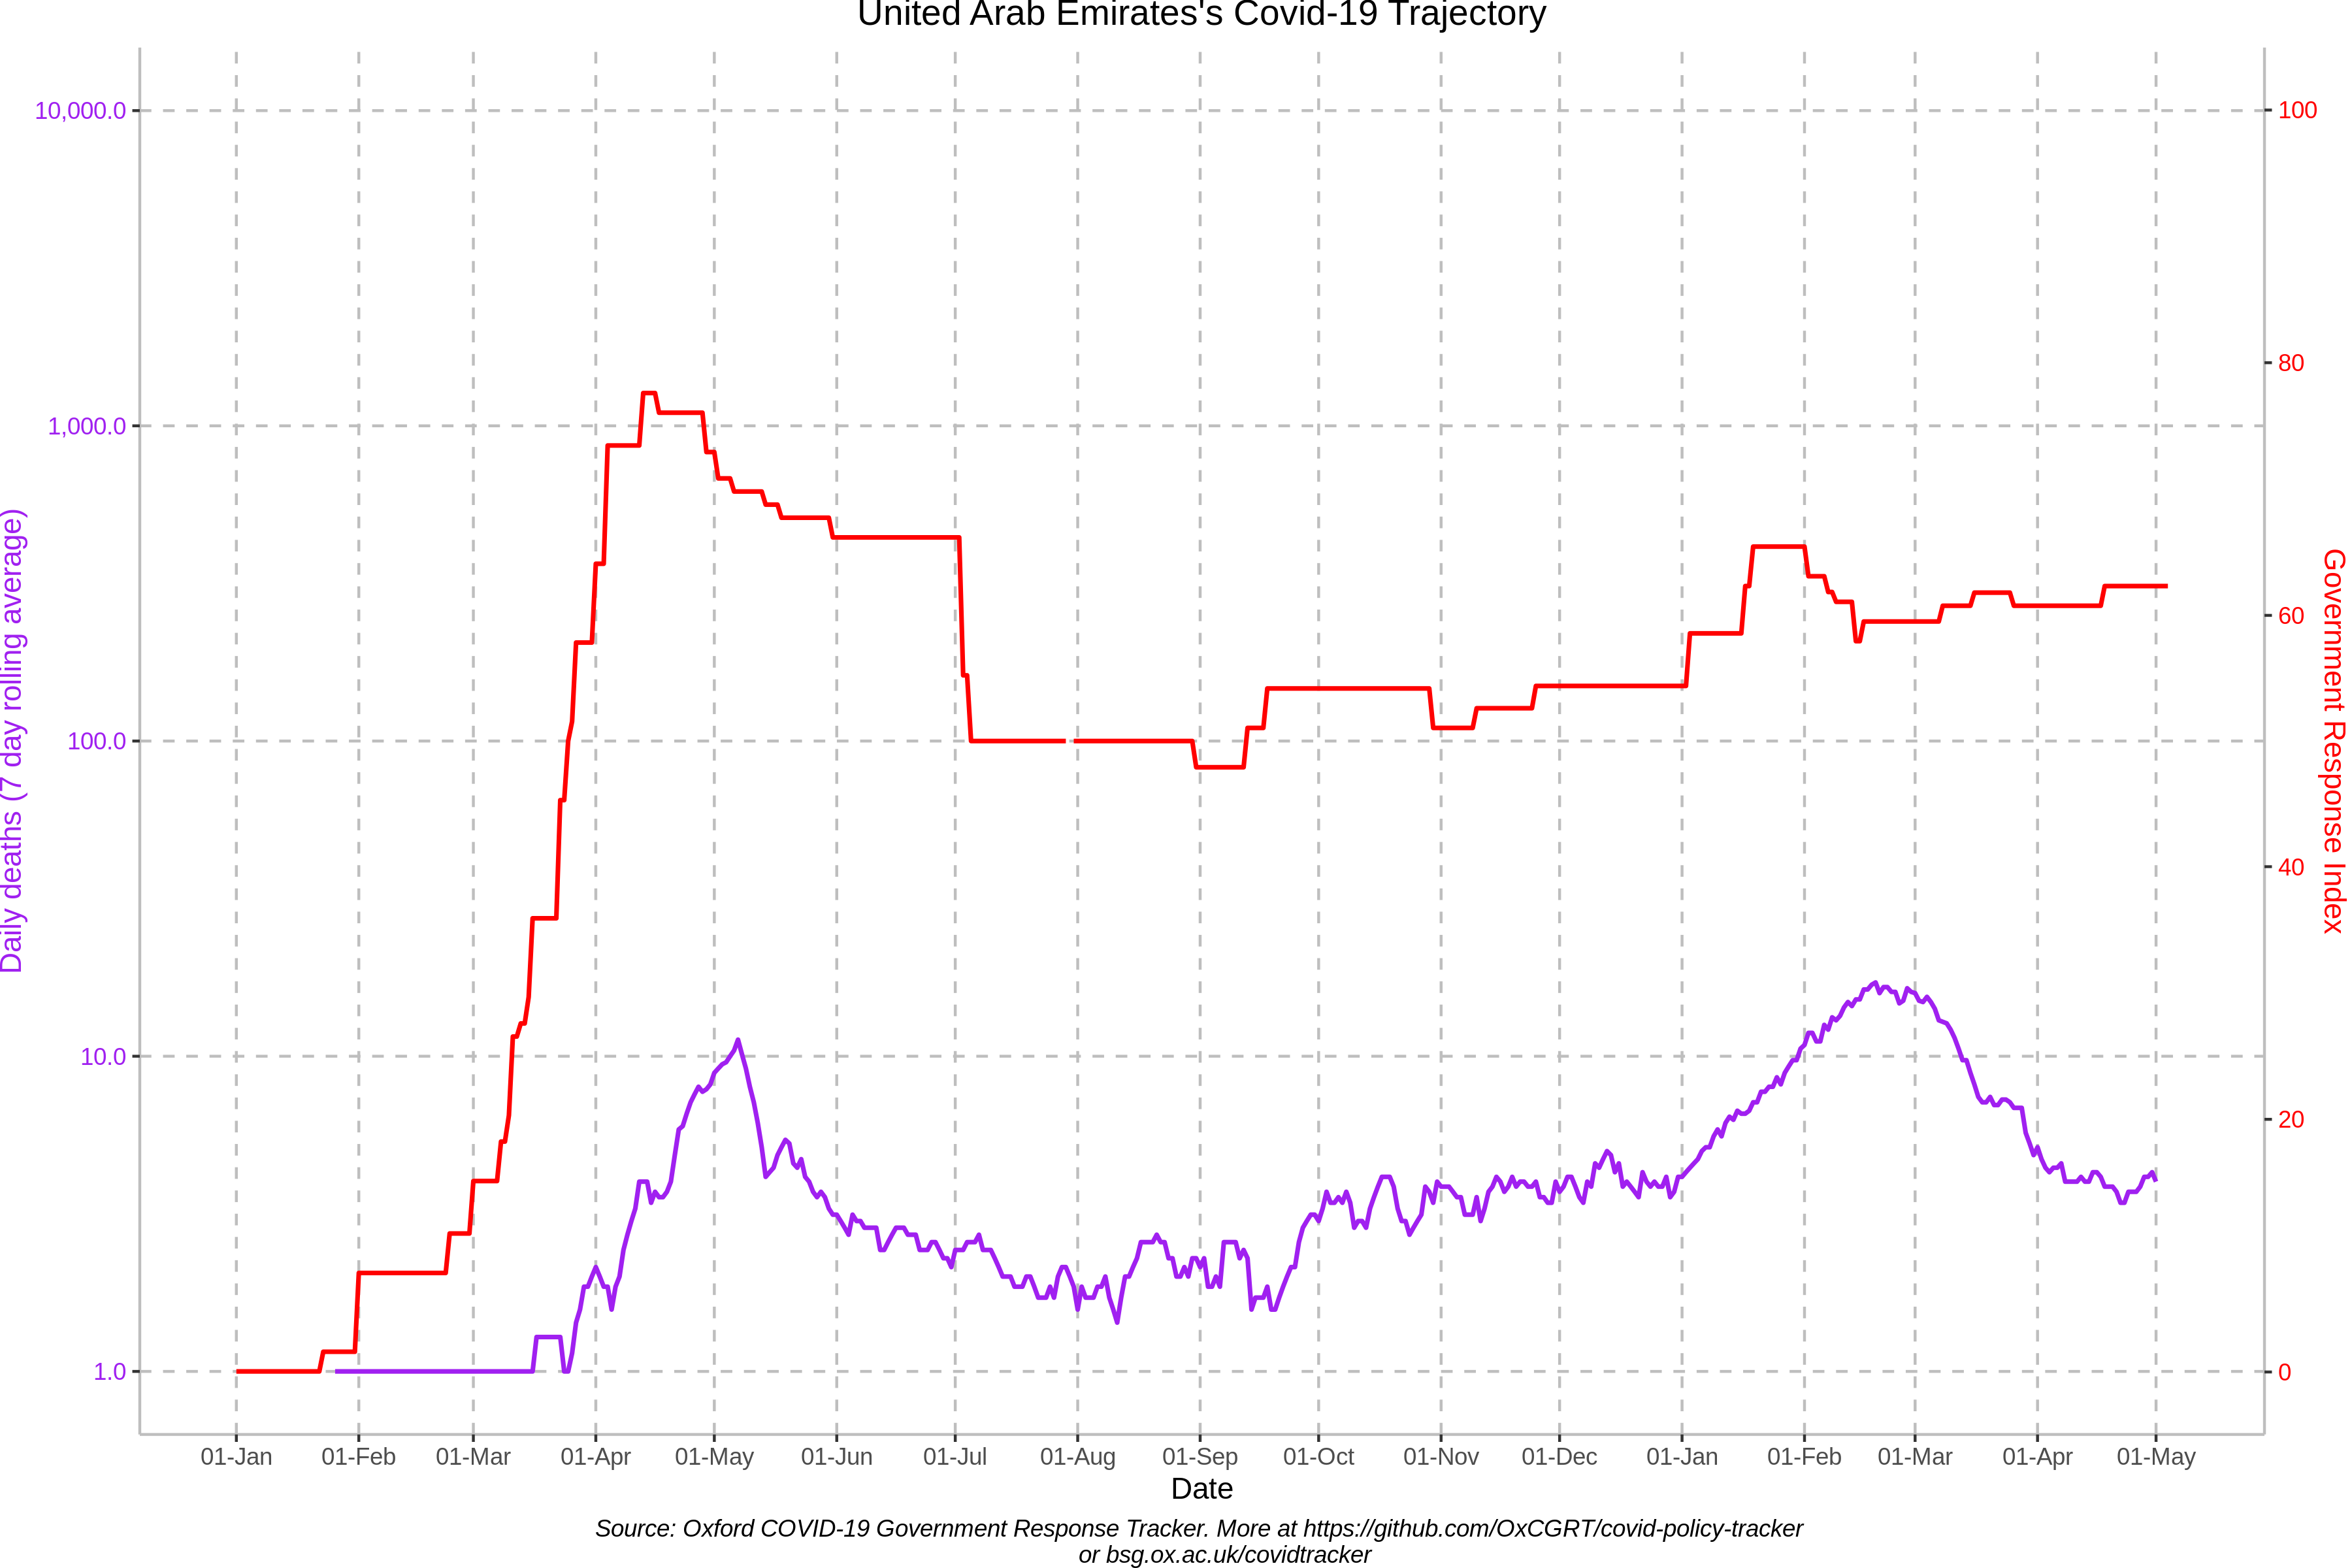 United Arab Emirates's Covid-19 Trajectory
10,000.0
1,000.0
100.0
10.0
1.0
Daily deaths (7 day rolling average)
100
80
60
40
20
0
Government Response Index
01-Jan 01-Feb 01-Mar 01-Apr 01-May 01-Jun 01-Jul 01-Aug 01-Sep 01-Oct 01-Nov 01-Dec 01-Jan 01-Feb 01-Mar 01-Apr 01-May
Date
Source: Oxford COVID-19 Government Response Tracker. More at https://github.com/OxCGRT/covid-policy-tracker
or bsg.ox.ac.uk/covidtracker